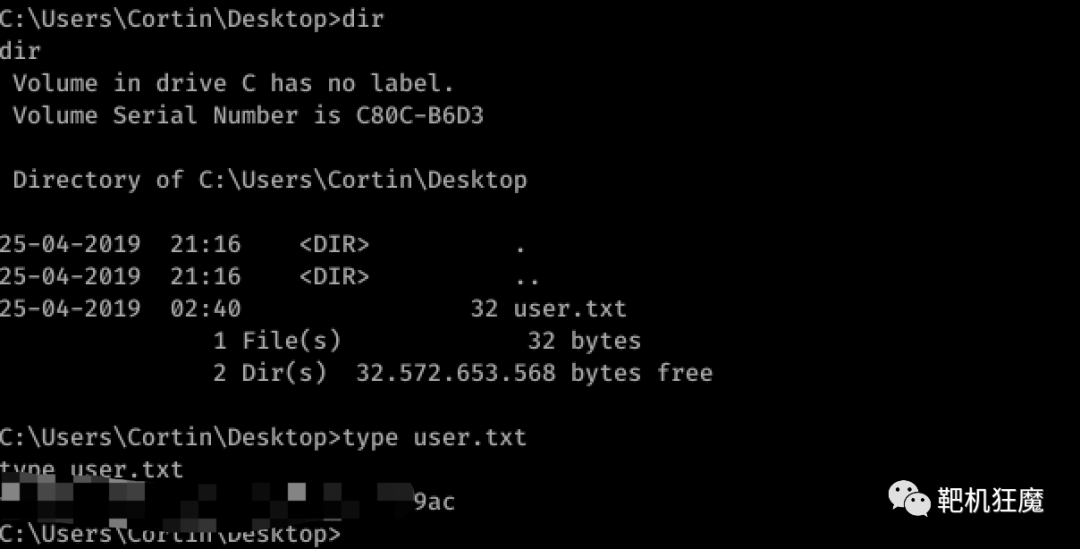 C:\Users\Cortin\Desktop>dir
dir
 Volume in drive C has no label.
 Volume Serial Number is C80C-B6D3
 Directory of C:\Users\Cortin\Desktop
25-04-2019  21:16    <DIR>          .
25-04-2019  21:16    <DIR>          ..
25-04-2019  02:40                32 user.txt
               1 File(s)             32 bytes
               2 Dir(s)  32.572.653.568 bytes free
C:\Users\Cortin\Desktop>type user.txt
type user.txt
9ac
C:\Users\Cortin\Desktop>
靶机狂魔